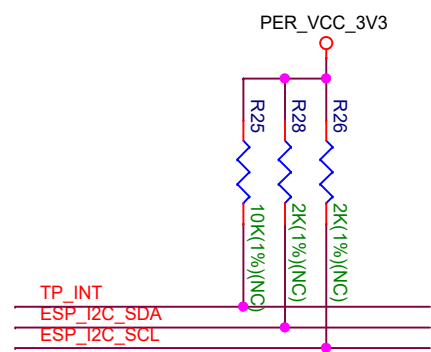 PER_VCC_3V3
R25
R28
R26
10K(1%)(NC)
2K(1%)(NC)
2K(1%)(NC)
TP_INT
ESP_I2C_SDA
ESP_I2C_SCL